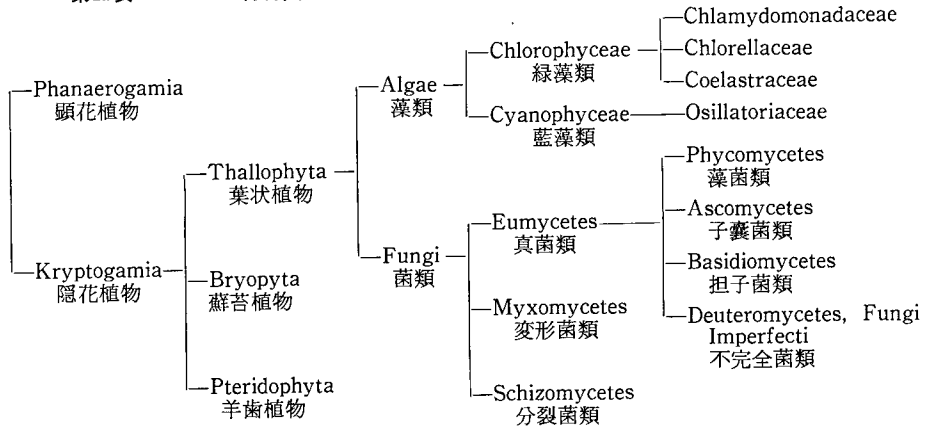 Phanaerogamia
顕花植物
Kryptogamia
隠花植物
Thallophyta
葉状植物
Bryopyta
蘚苔植物
Pteridophyta
羊歯植物
Algae
藻類
Fungi
菌類
Chlorophyceae
緑藻類
Cyanophyceae
藍藻類
Eumycetes
真菌類
Myxomycetes
変形菌類
Schizomycetes
分裂菌類
Chlamydomonadaceae
Chlorellaceae
Coelastraceae
Osillatoriaceae
Phycomycetes
藻菌類
Ascomycetes
子嚢菌類
Basidiomycetes
担子菌類
Deuteromycetes, Fungi
Imperfecti
不完全菌類